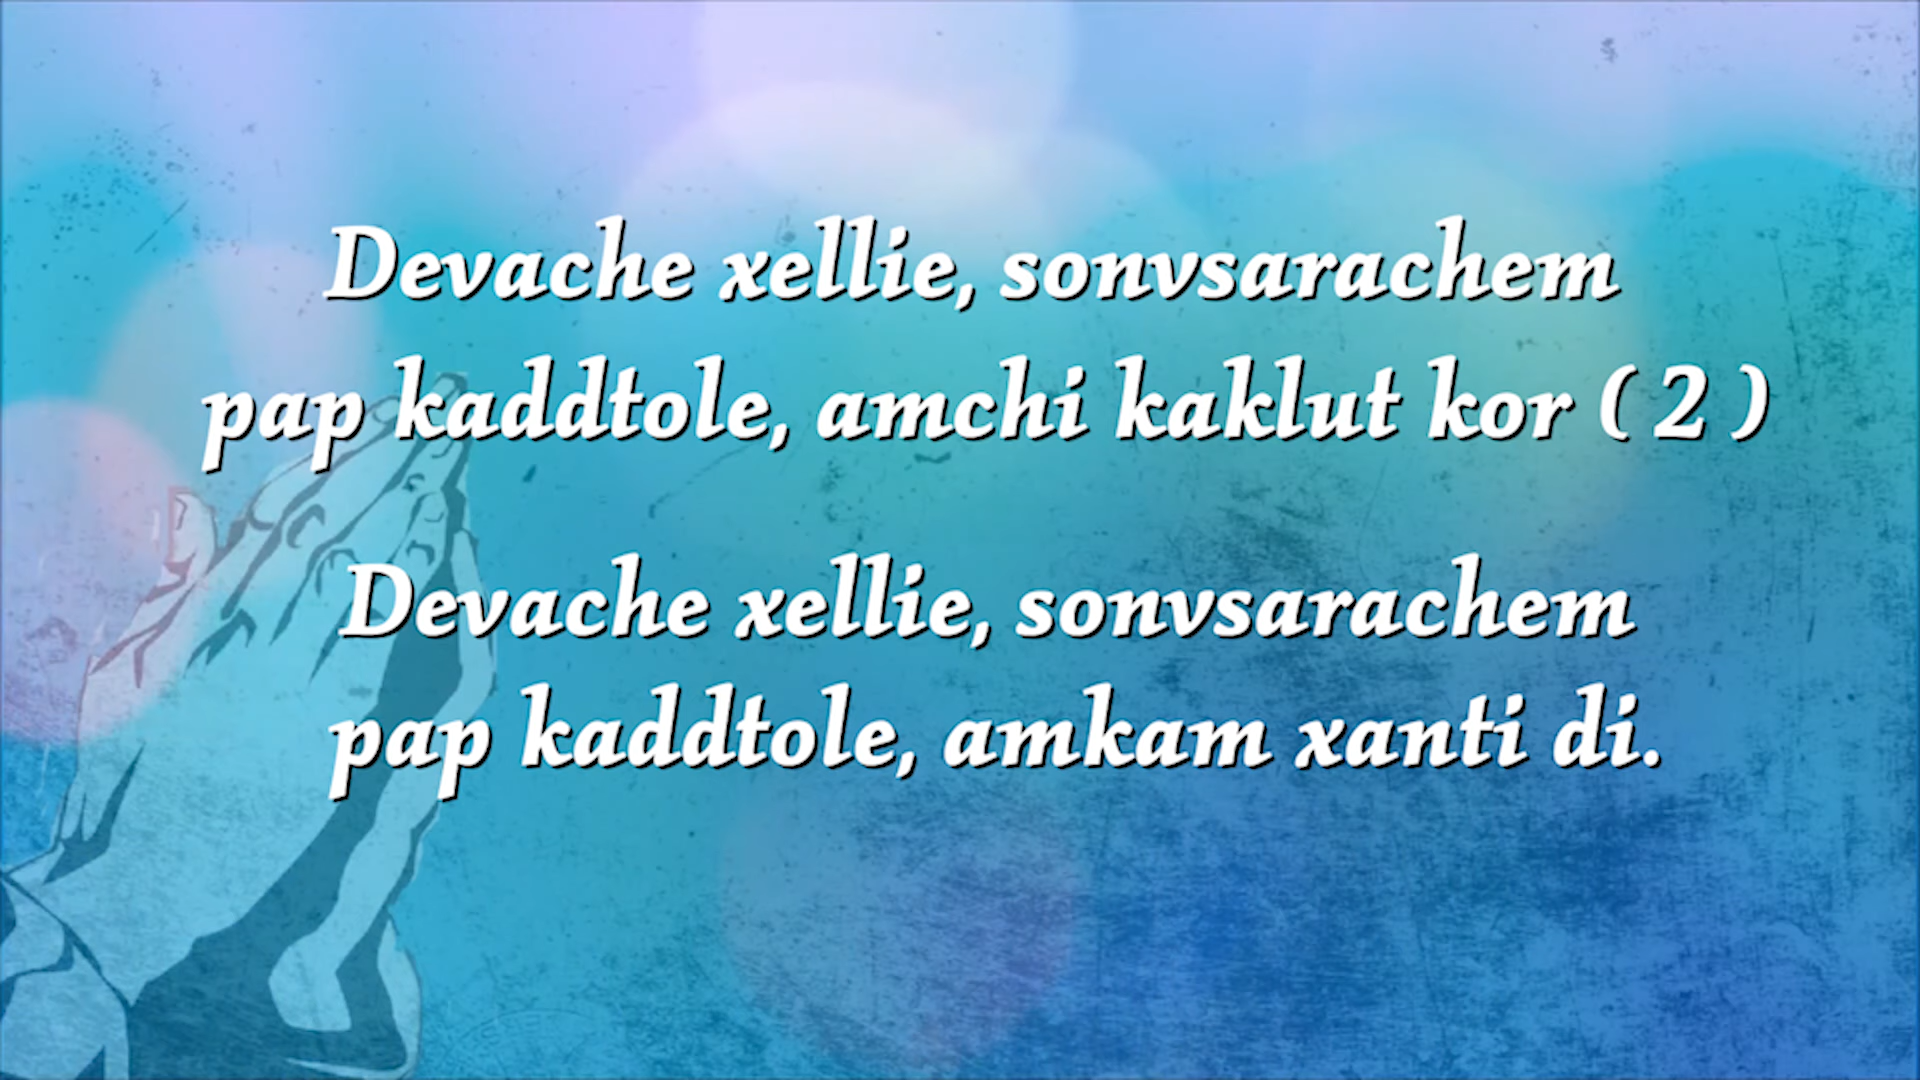 Devache xellie, sonvsarachem
pap kaddtole, amchi kaklut kor ( 2 )
Devache xellie, sonvsarachem
pap kaddtole, amkam xanti di.